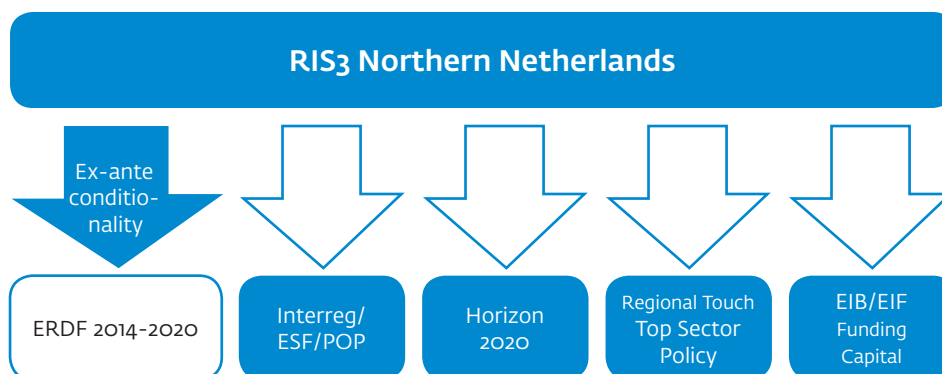 RIS3 Northern Netherlands
Ex-ante
conditio-
nality
ERDF 2014-2020
Interreg/
ESF/POP
Horizon
2020
Regional Touch
Top Sector
Policy
EIB/EIF
Funding
Capital